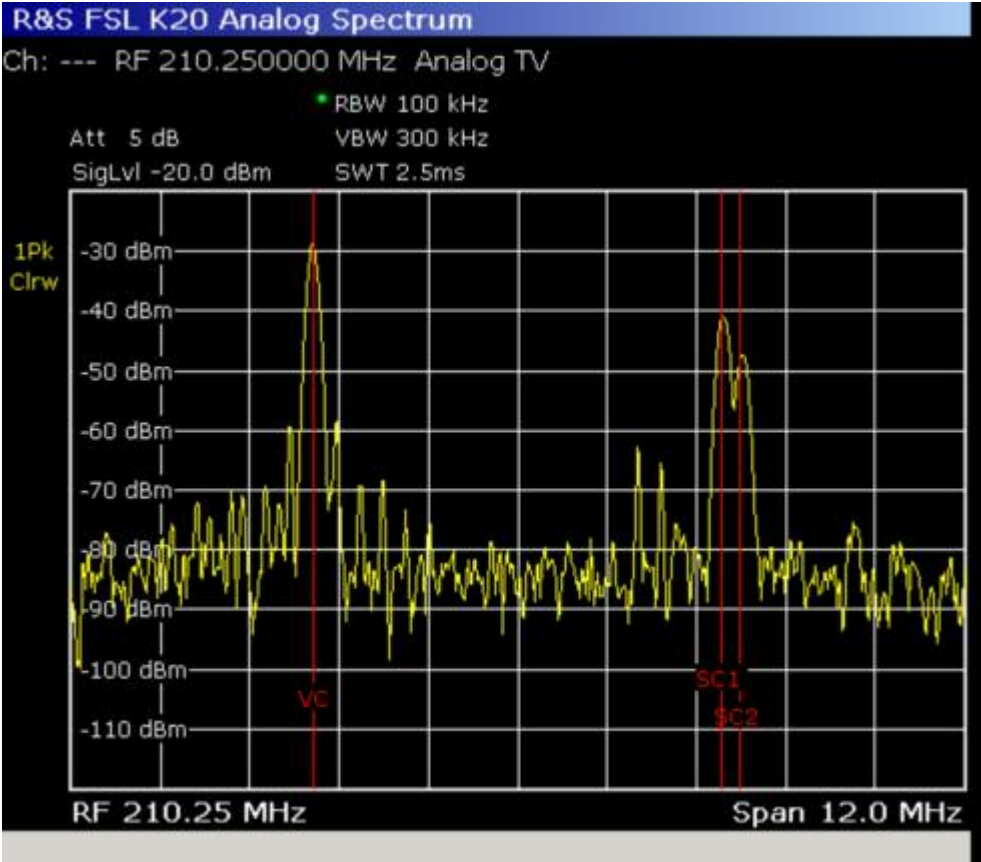 R&S FSL K20 Analog Spectrum
Ch: --- RF 210.250000 MHz Analog TV
RBW 100 kHz
Att 5 dB VBW 300 kHz
SigLvl -20.0 dBm SWT 2.5ms
1Pk
Clrw
-30 dBm
-40 dBm
-50 dBm
-60 dBm
-70 dBm
-80 dBm
-90 dBm
-100 dBm
-110 dBm
VC
SC1
SC2
RF 210.25 MHz Span 12.0 MHz